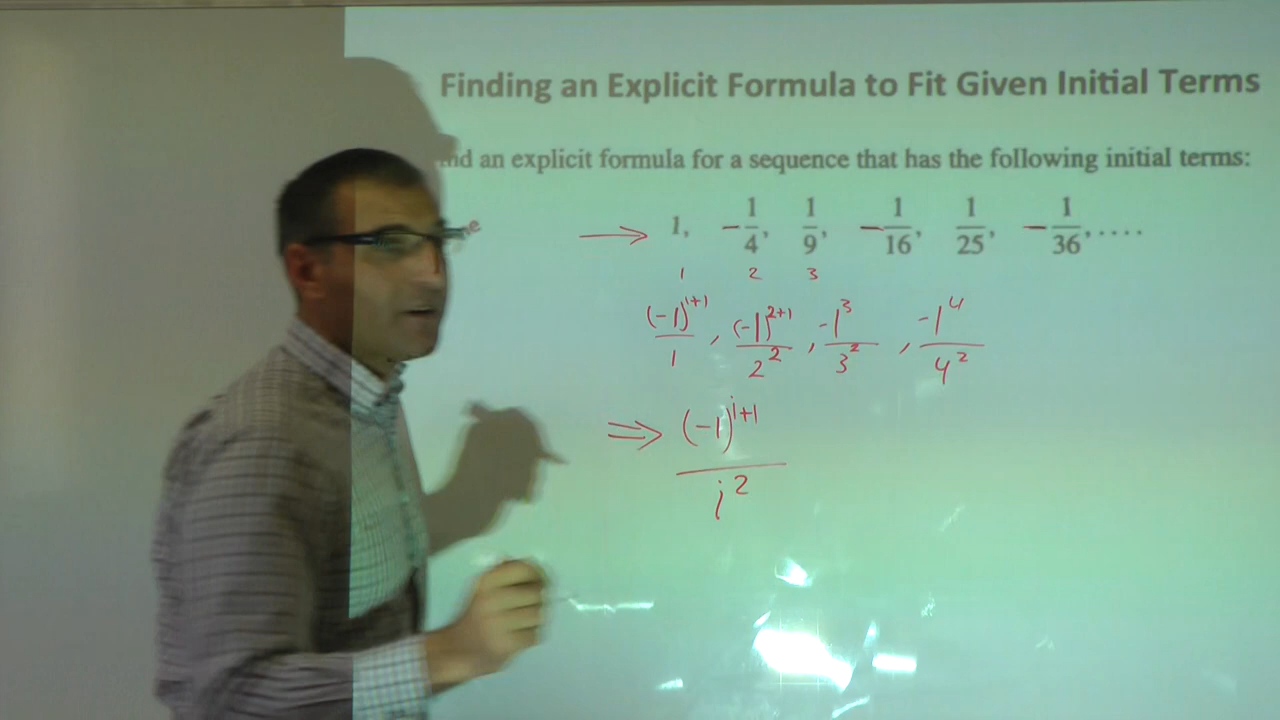 Finding an Explicit Formula to Fit Given Initial Terms
nd an explicit formula for a sequence that has the following initial terms:
→ 1, -1/4, 1/9, -1/16, 1/25, -1/36, .....
1 2 3
(-1)^(1+1)/1 , (-1)^(2+1)/2^2 , -1^3/3^2 , -1^4/4^2
⇒ (-1)^(i+1)/i^2